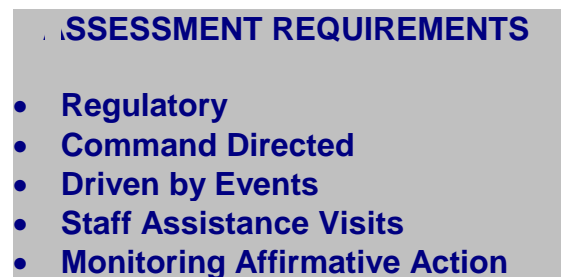 ASSESSMENT REQUIREMENTS
• Regulatory
• Command Directed
• Driven by Events
• Staff Assistance Visits
• Monitoring Affirmative Action